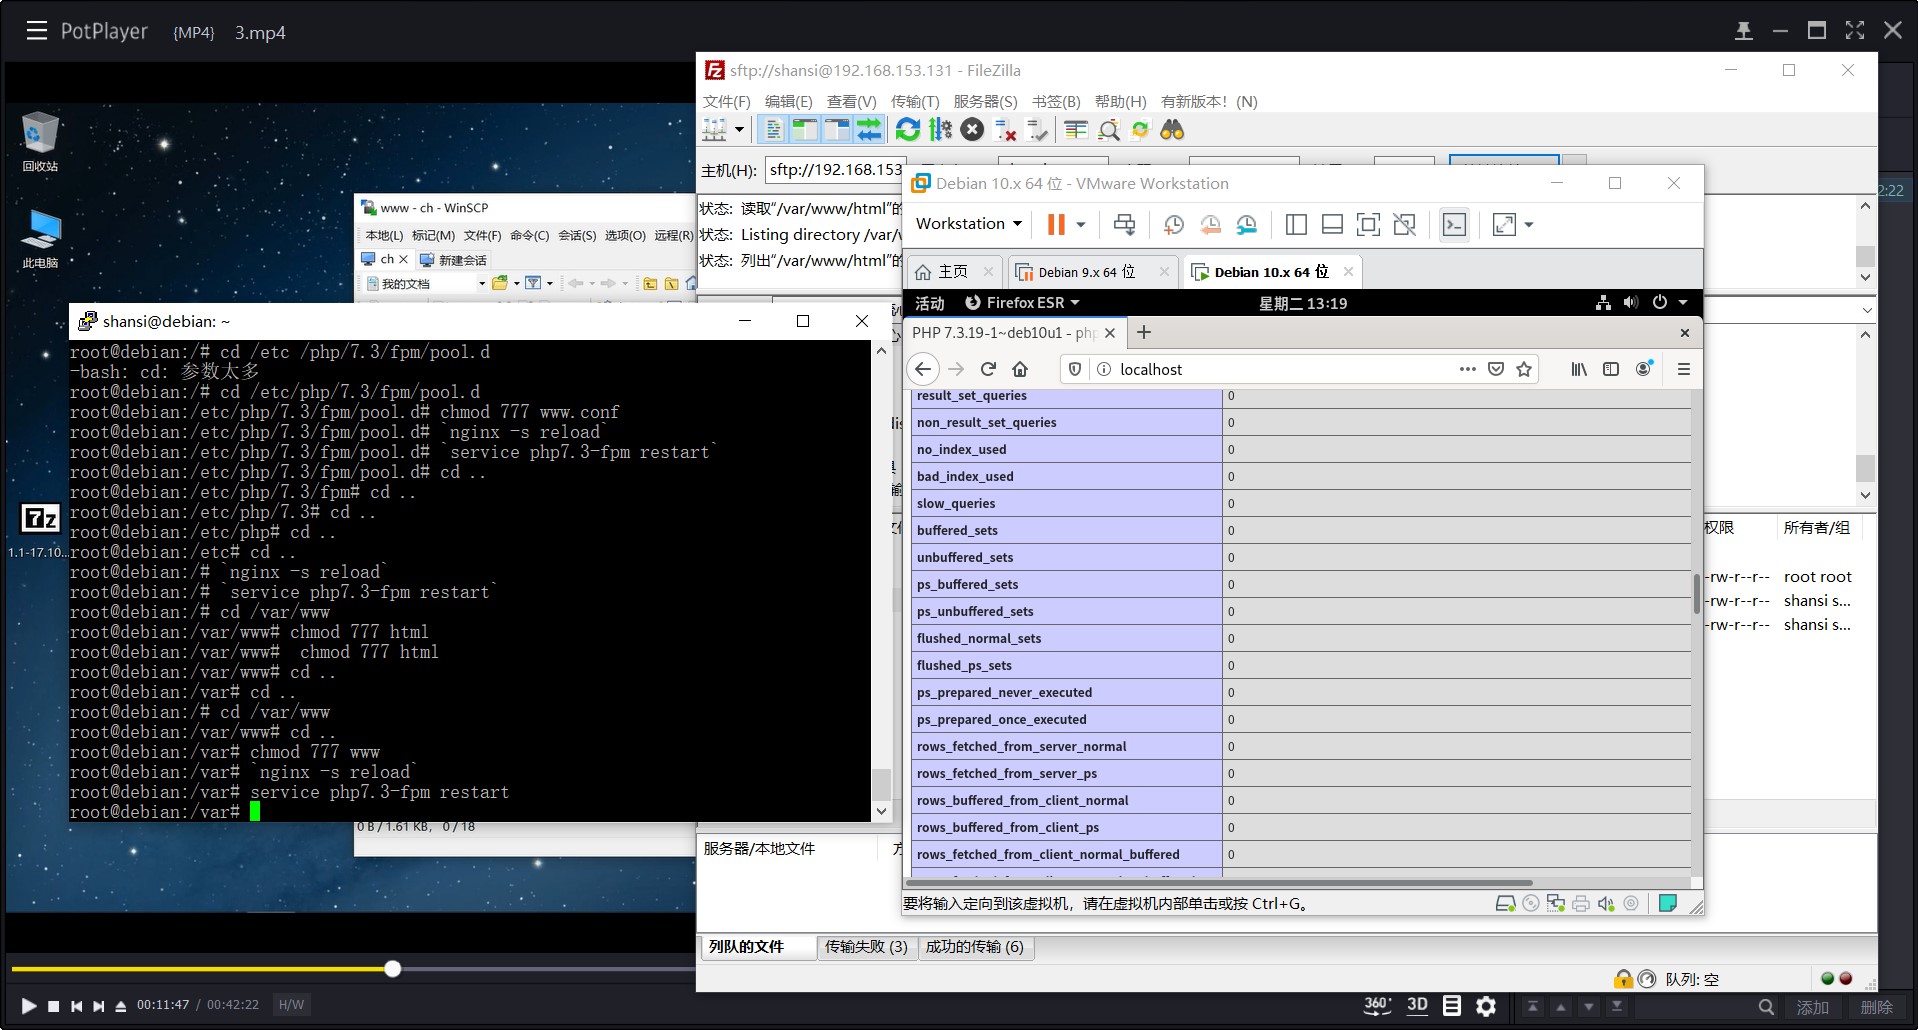 PotPlayer {MP4} 3.mp4
回收站
此电脑
1.1-17.10...
www - ch - WinSCP
本地(L) 标记(M) 文件(F) 命令(C) 会话(S) 选项(O) 远程(R)
ch 新建会话
我的文档
0 B / 1.61 KB, 0 / 18
shansi@debian: ~
root@debian:/# cd /etc /php/7.3/fpm/pool.d
-bash: cd: 参数太多
root@debian:/# cd /etc/php/7.3/fpm/pool.d
root@debian:/etc/php/7.3/fpm/pool.d# chmod 777 www.conf
root@debian:/etc/php/7.3/fpm/pool.d# `nginx -s reload`
root@debian:/etc/php/7.3/fpm/pool.d# `service php7.3-fpm restart`
root@debian:/etc/php/7.3/fpm/pool.d# cd ..
root@debian:/etc/php/7.3/fpm# cd ..
root@debian:/etc/php/7.3# cd ..
root@debian:/etc/php# cd ..
root@debian:/etc# cd ..
root@debian:/# `nginx -s reload`
root@debian:/# `service php7.3-fpm restart`
root@debian:/# cd /var/www
root@debian:/var/www# chmod 777 html
root@debian:/var/www#  chmod 777 html
root@debian:/var/www# cd ..
root@debian:/var# cd ..
root@debian:/# cd /var/www
root@debian:/var/www# cd ..
root@debian:/var# chmod 777 www
root@debian:/var# `nginx -s reload`
root@debian:/var# service php7.3-fpm restart
root@debian:/var#
sftp://shansi@192.168.153.131 - FileZilla
文件(F) 编辑(E) 查看(V) 传输(T) 服务器(S) 书签(B) 帮助(H) 有新版本！(N)
主机(H): sftp://192.168.153
状态: 读取“/var/www/html”的
状态: Listing directory /var/
状态: 列出“/var/www/html”的
权限 所有者/组
-rw-r--r-- root root
-rw-r--r-- shansi s...
-rw-r--r-- shansi s...
服务器/本地文件
列队的文件 传输失败 (3) 成功的传输 (6)
队列: 空
Debian 10.x 64 位 - VMware Workstation
Workstation
主页 Debian 9.x 64 位 Debian 10.x 64 位
活动 Firefox ESR 星期二 13:19
PHP 7.3.19-1~deb10u1 - php
localhost
result_set_queries 0
non_result_set_queries 0
no_index_used 0
bad_index_used 0
slow_queries 0
buffered_sets 0
unbuffered_sets 0
ps_buffered_sets 0
ps_unbuffered_sets 0
flushed_normal_sets 0
flushed_ps_sets 0
ps_prepared_never_executed 0
ps_prepared_once_executed 0
rows_fetched_from_server_normal 0
rows_fetched_from_server_ps 0
rows_buffered_from_client_normal 0
rows_buffered_from_client_ps 0
rows_fetched_from_client_normal_buffered 0
要将输入定向到该虚拟机，请在虚拟机内部单击或按 Ctrl+G。
2:22
00:11:47 / 00:42:22 H/W
360° 3D
添加 删除